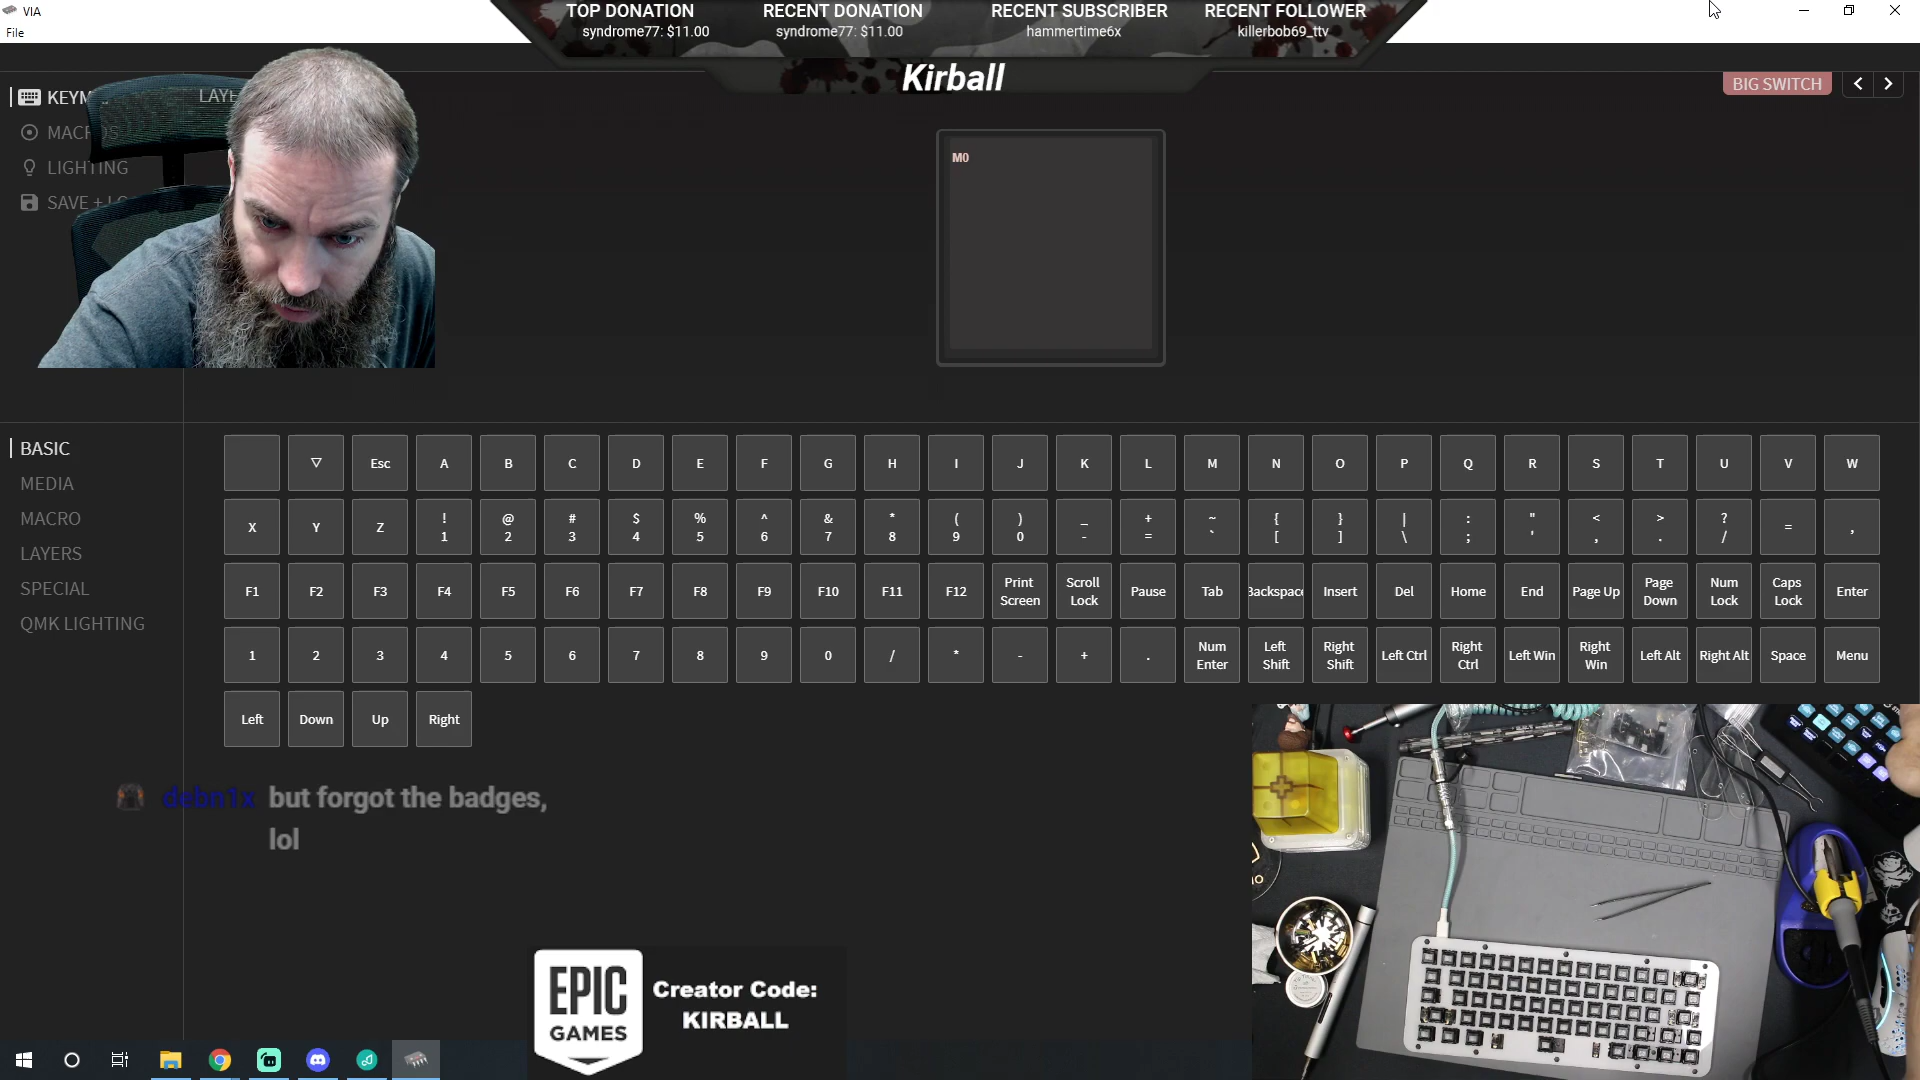 VIA
File
TOP DONATION
syndrome77: $11.00
RECENT DONATION
syndrome77: $11.00
RECENT SUBSCRIBER
hammertime6x
RECENT FOLLOWER
killerbob69_ttv
Kirball
BIG SWITCH
KEYM
LAYE
MACROS
LIGHTING
SAVE + LO
M0
BASIC
MEDIA
MACRO
LAYERS
SPECIAL
QMK LIGHTING
▽ Esc A B C D E F G H I J K L M N O P Q R S T U V W
X Y Z ! @ # $ % ^ & * ( ) _ + ~ { } | : " < > ? = ,
1 2 3 4 5 6 7 8 9 0 - = ` [ ] \ ; ' , . /
F1 F2 F3 F4 F5 F6 F7 F8 F9 F10 F11 F12 Print Screen Scroll Lock Pause Tab Backspace Insert Del Home End Page Up Page Down Num Lock Caps Lock Enter
1 2 3 4 5 6 7 8 9 0 / * - + . Num Enter Left Shift Right Shift Left Ctrl Right Ctrl Left Win Right Win Left Alt Right Alt Space Menu
Left Down Up Right
debn1x but forgot the badges,
lol
EPIC
GAMES
Creator Code:
KIRBALL